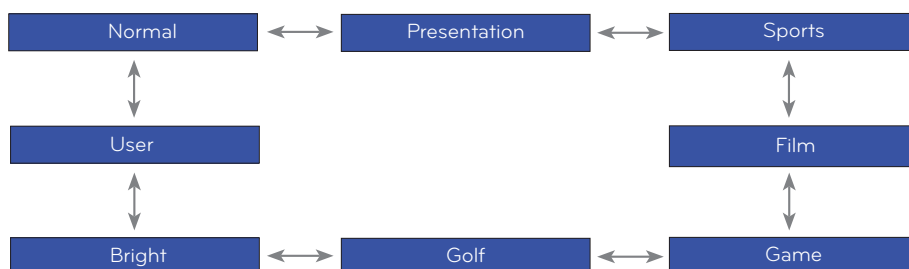 Normal
Presentation
Sports
User
Film
Bright
Golf
Game